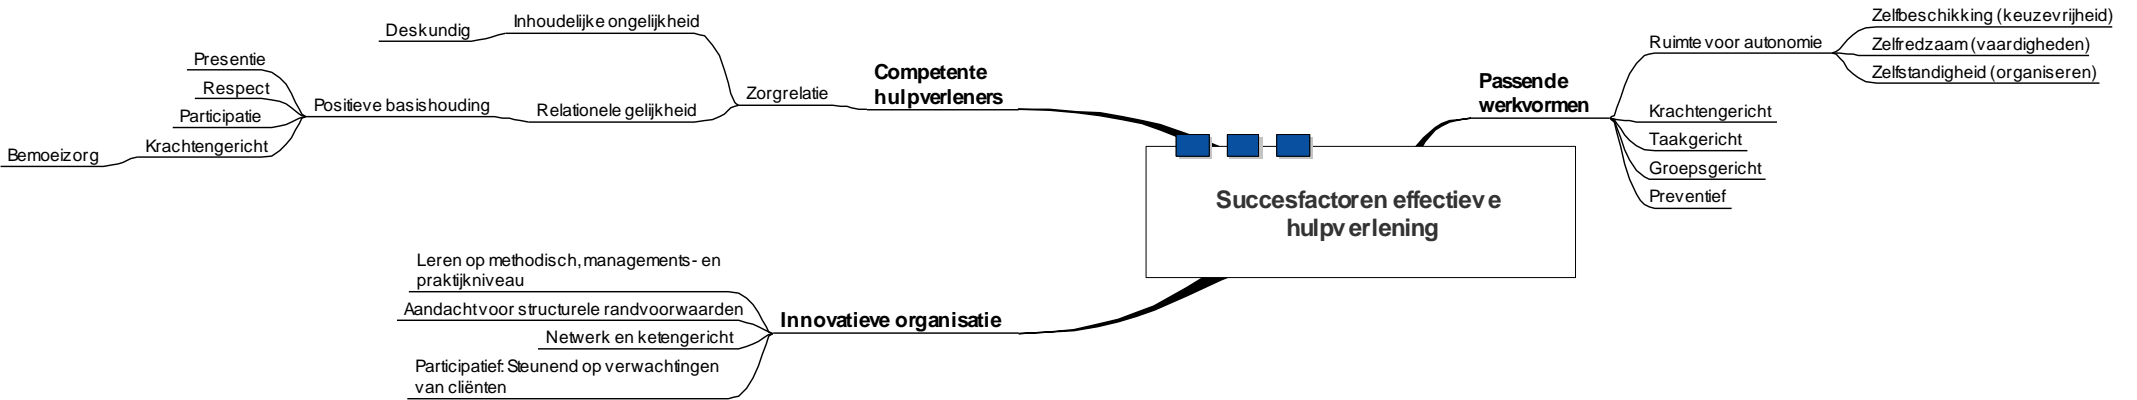 Succesfactoren effectieve
hulpverlening
Competente
hulpverleners
Zorgrelatie
Inhoudelijke ongelijkheid
Deskundig
Relationele gelijkheid
Positieve basishouding
Presentie
Respect
Participatie
Krachtengericht
Bemoeizorg
Passende
werkvormen
Ruimte voor autonomie
Zelfbeschikking (keuzevrijheid)
Zelfredzaam (vaardigheden)
Zelfstandigheid (organiseren)
Krachtengericht
Taakgericht
Groepsgericht
Preventief
Innovatieve organisatie
Leren op methodisch, managements- en
praktijkniveau
Aandacht voor structurele randvoorwaarden
Netwerk en ketengericht
Participatief: Steunend op verwachtingen
van cliënten